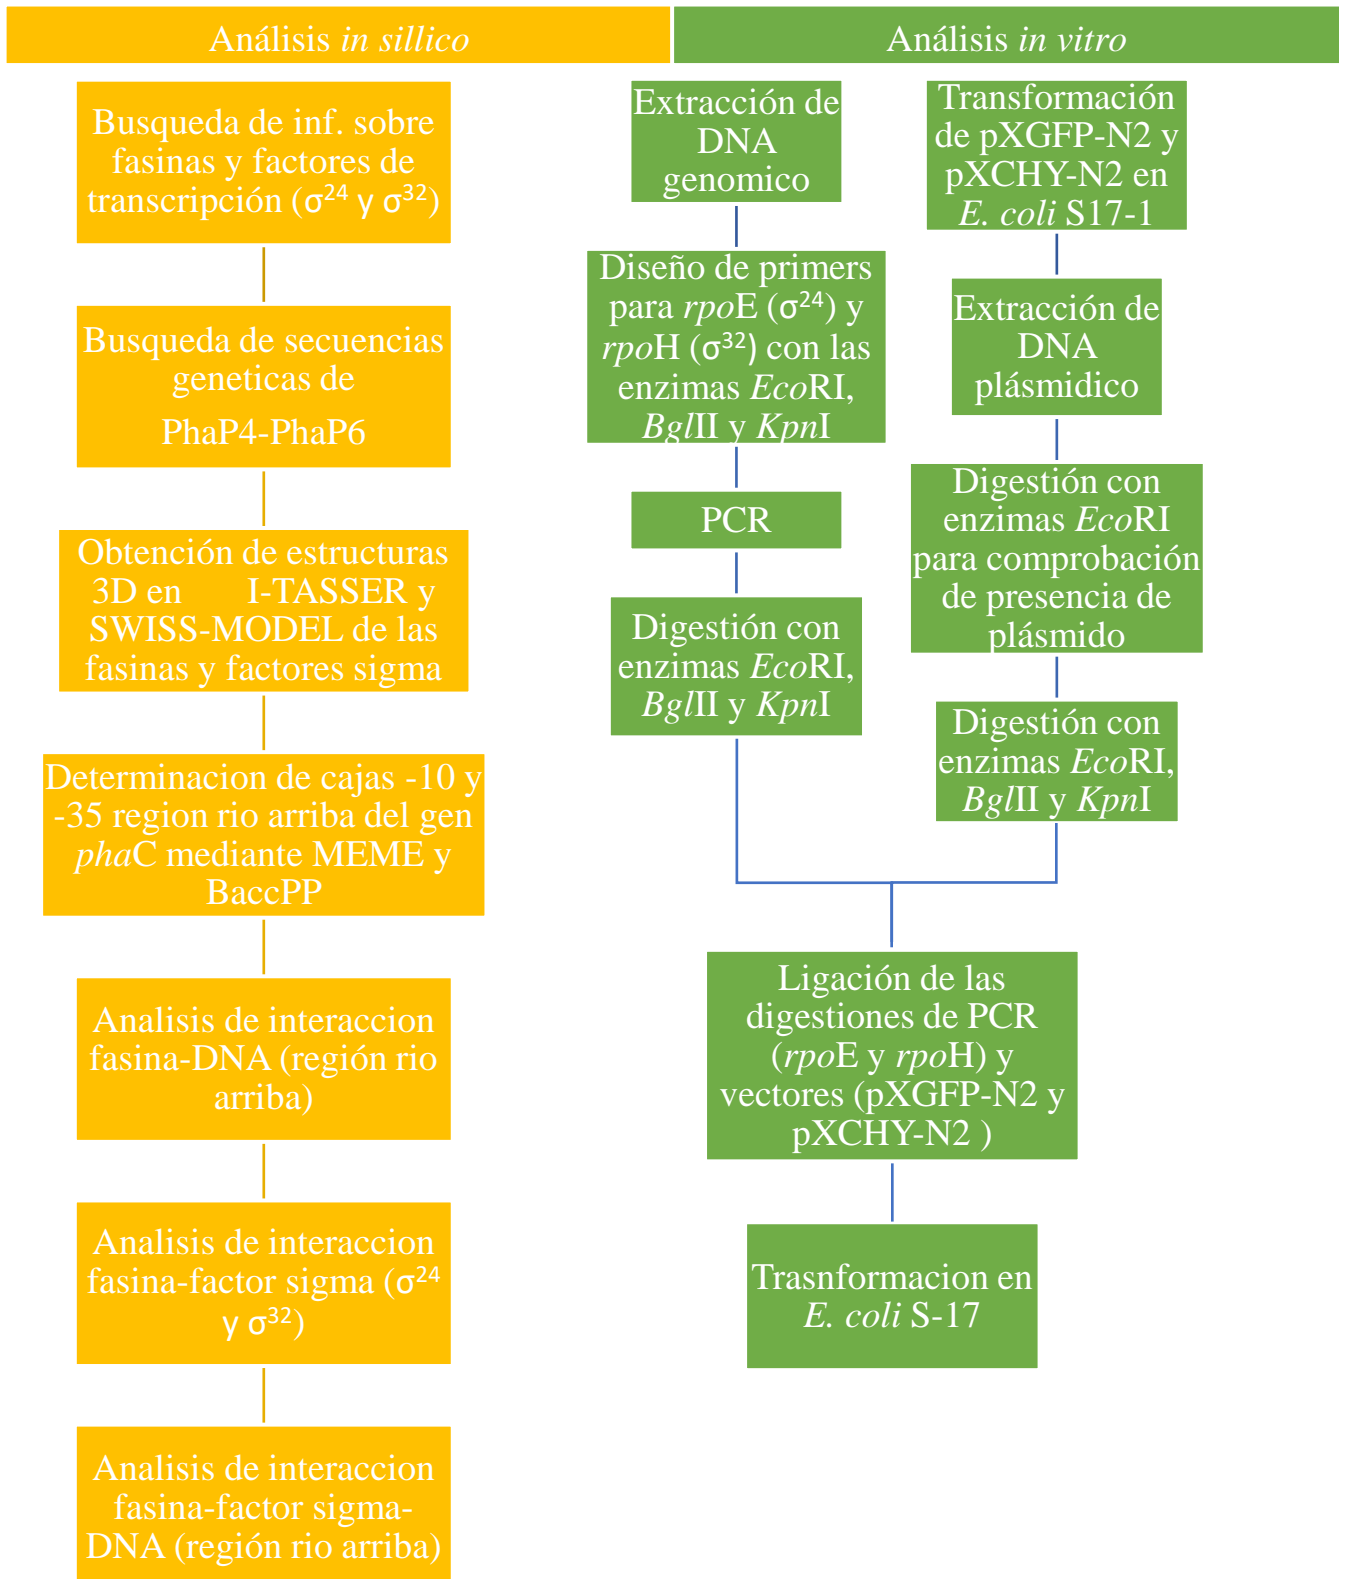 Análisis in sillico
Análisis in vitro
Busqueda de inf. sobre
fasinas y factores de
transcripción (σ²⁴ y σ³²)
Busqueda de secuencias
geneticas de
PhaP4-PhaP6
Obtención de estructuras
3D en I-TASSER y
SWISS-MODEL de las
fasinas y factores sigma
Determinacion de cajas -10 y
-35 region rio arriba del gen
phaC mediante MEME y
BaccPP
Analisis de interaccion
fasina-DNA (región rio
arriba)
Analisis de interaccion
fasina-factor sigma (σ²⁴
y σ³²)
Analisis de interaccion
fasina-factor sigma-
DNA (región rio arriba)
Extracción de
DNA
genomico
Diseño de primers
para rpoE (σ²⁴) y
rpoH (σ³²) con las
enzimas EcoRI,
BglII y KpnI
PCR
Digestión con
enzimas EcoRI,
BglII y KpnI
Transformación
de pXGFP-N2 y
pXCHY-N2 en
E. coli S17-1
Extracción de
DNA
plásmidico
Digestión con
enzimas EcoRI
para comprobación
de presencia de
plásmido
Digestión con
enzimas EcoRI,
BglII y KpnI
Ligación de las
digestiones de PCR
(rpoE y rpoH) y
vectores (pXGFP-N2 y
pXCHY-N2 )
Trasnformacion en
E. coli S-17